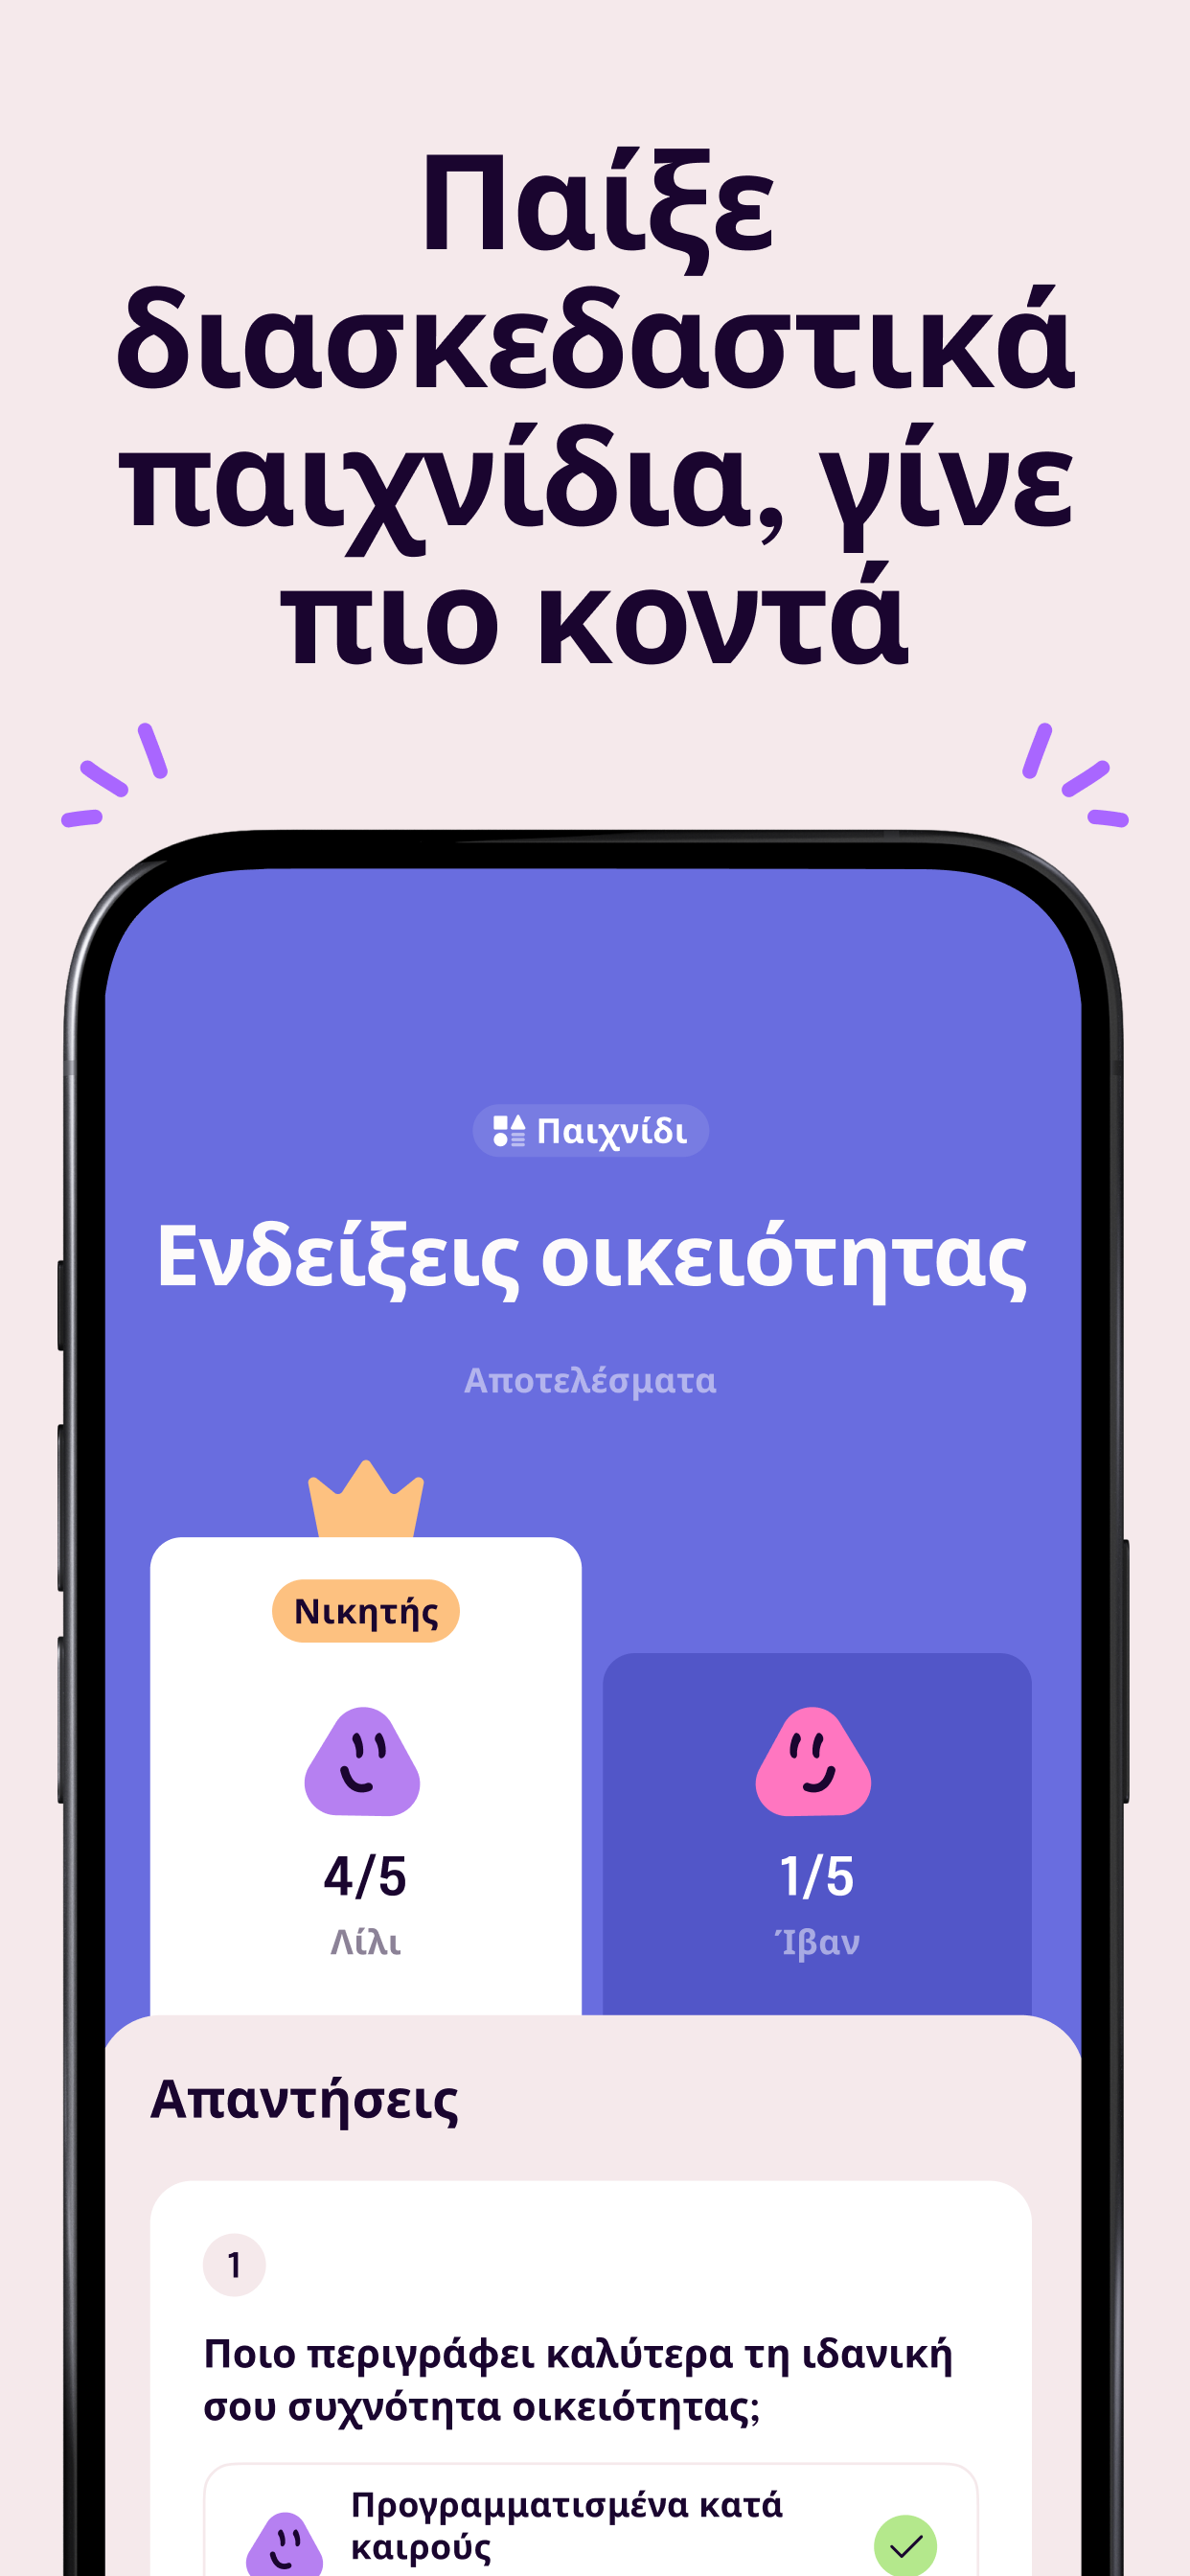 Παίξε
διασκεδαστικά
παιχνίδια, γίνε
πιο κοντά
Παιχνίδι
Ενδείξεις οικειότητας
Αποτελέσματα
Νικητής
4/5
Λίλι
1/5
Ίβαν
Απαντήσεις
1
Ποιο περιγράφει καλύτερα τη ιδανική
σου συχνότητα οικειότητας;
Προγραμματισμένα κατά
καιρούς